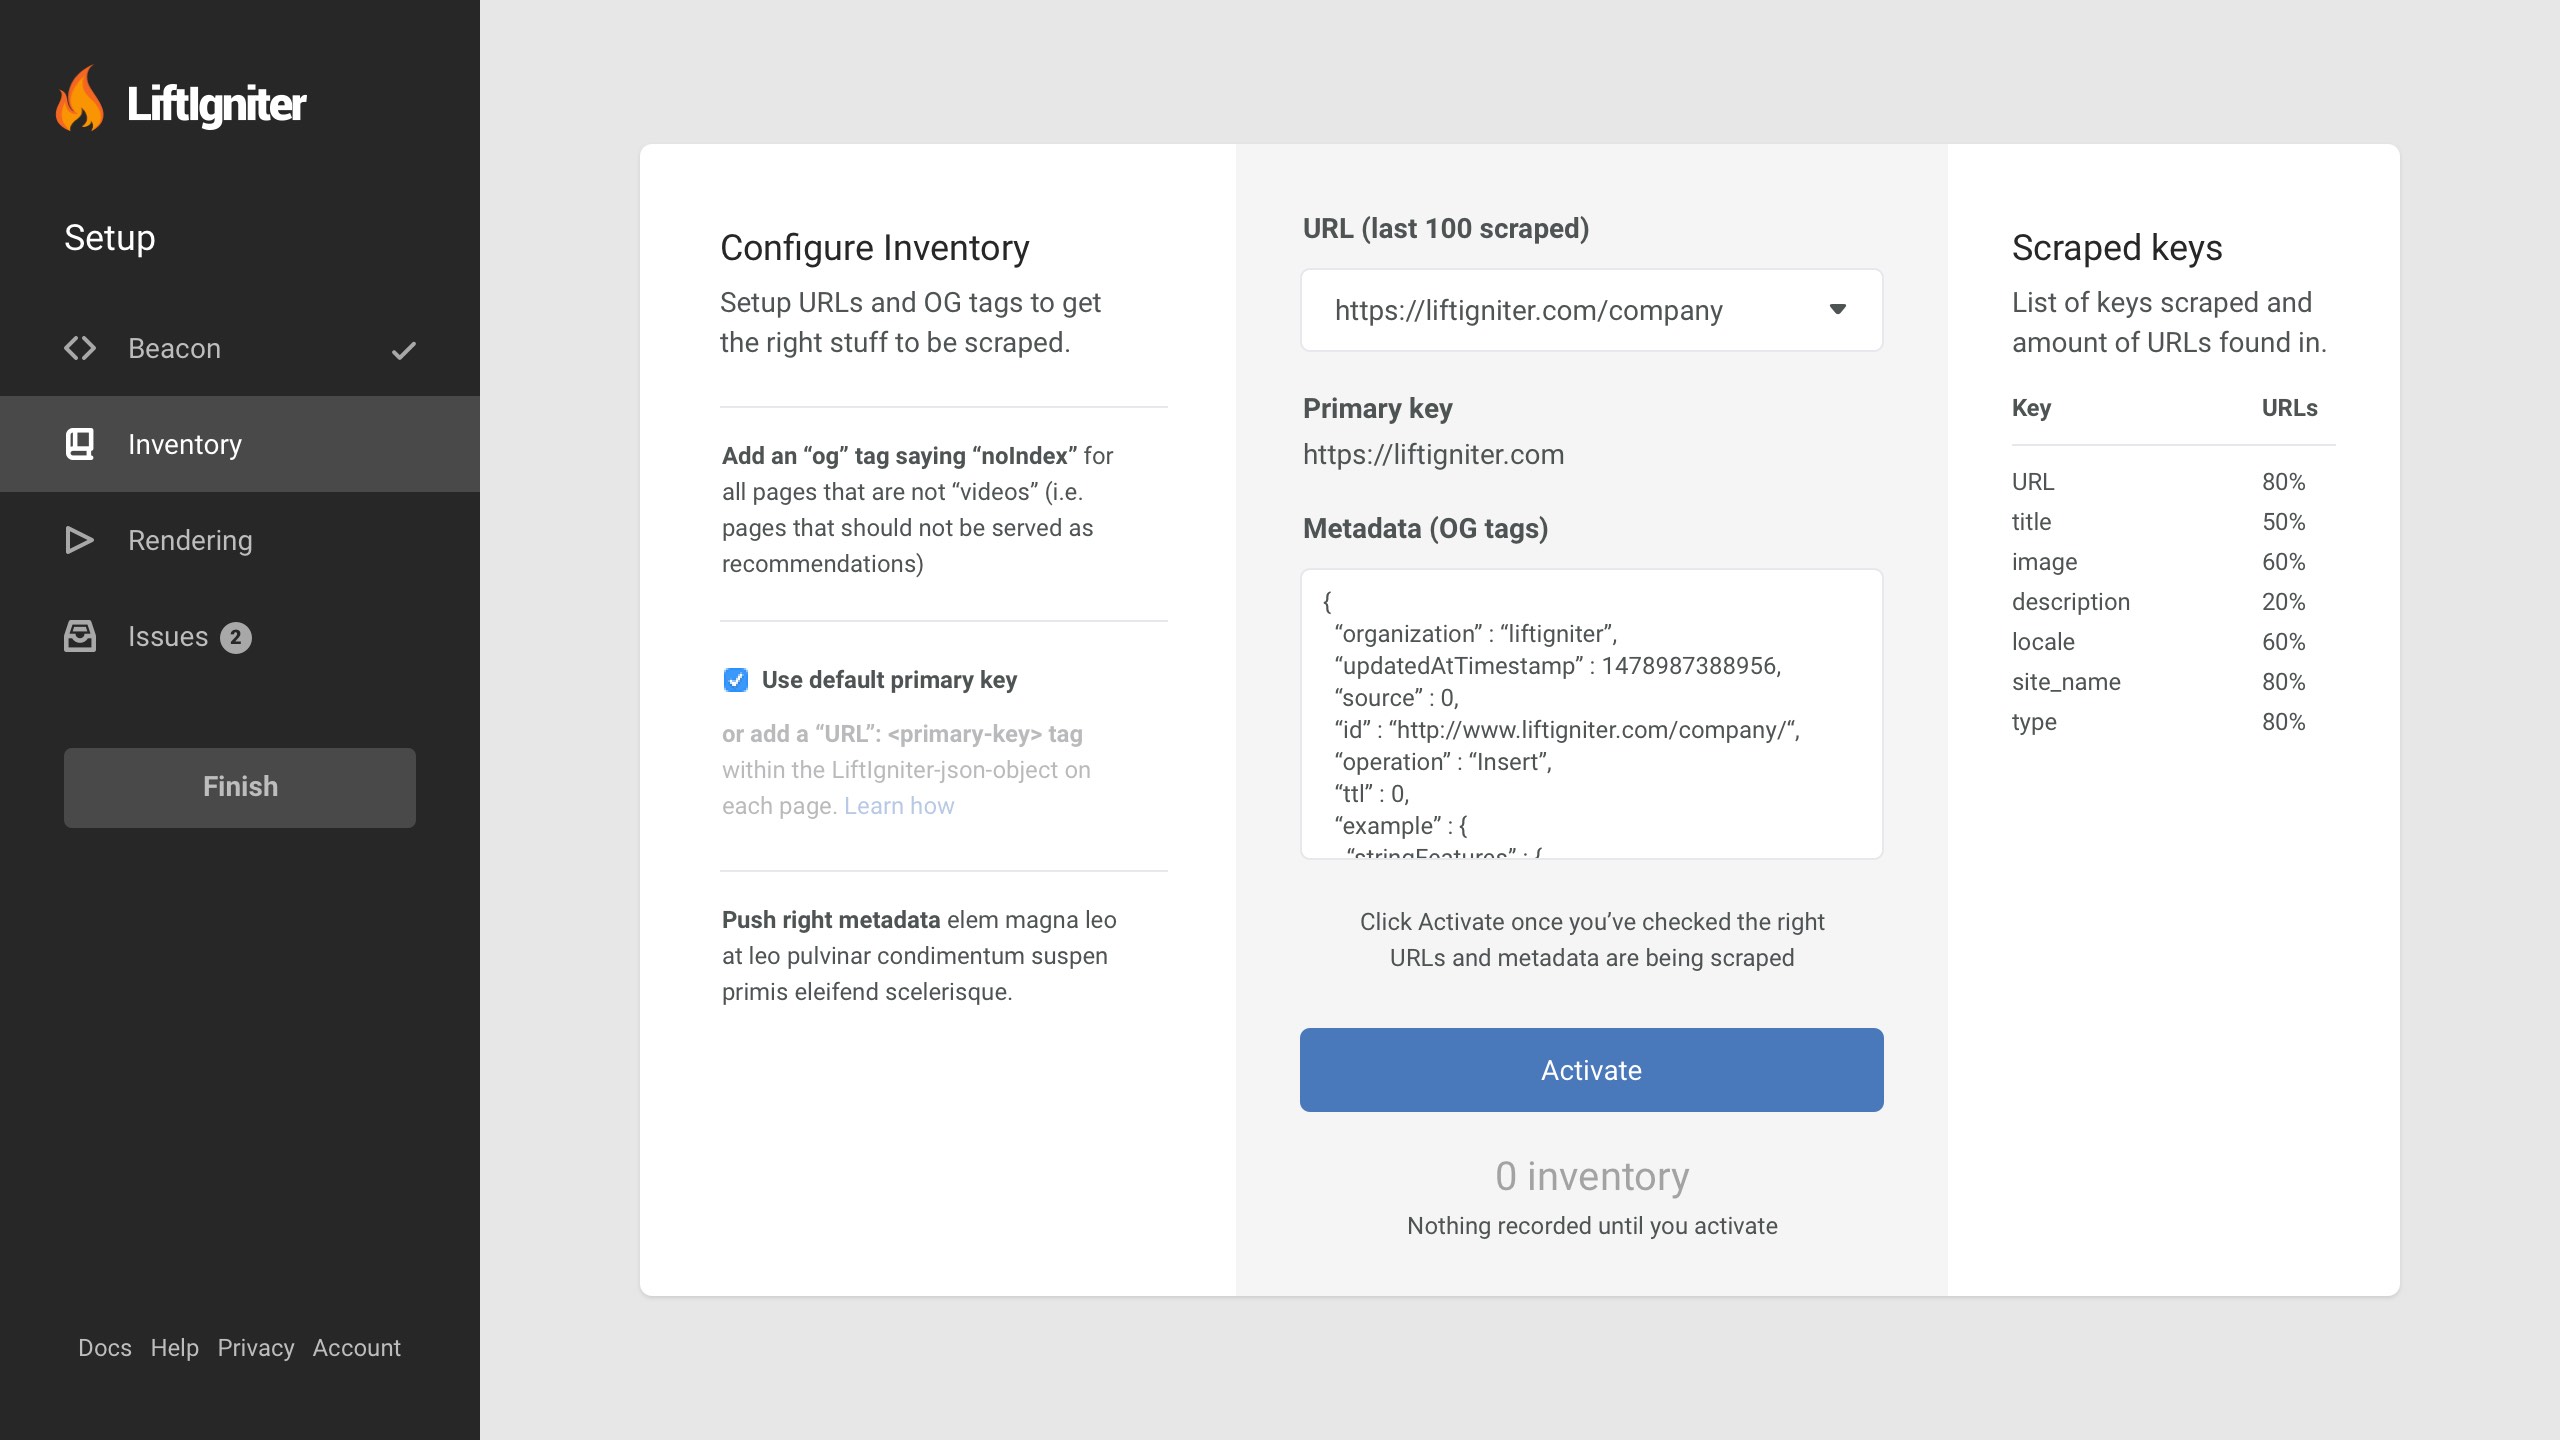 LiftIgniter
Setup
Beacon
Inventory
Rendering
Issues 2
Finish
Docs Help Privacy Account
Configure Inventory
Setup URLs and OG tags to get
the right stuff to be scraped.
Add an “og” tag saying “noIndex” for
all pages that are not “videos” (i.e.
pages that should not be served as
recommendations)
Use default primary key
or add a “URL”: <primary-key> tag
within the LiftIgniter-json-object on
each page. Learn how
Push right metadata elem magna leo
at leo pulvinar condimentum suspen
primis eleifend scelerisque.
URL (last 100 scraped)
https://liftigniter.com/company
Primary key
https://liftigniter.com
Metadata (OG tags)
{
“organization” : “liftigniter”,
“updatedAtTimestamp” : 1478987388956,
“source” : 0,
“id” : “http://www.liftigniter.com/company/“,
“operation” : “Insert”,
“ttl” : 0,
“example” : {
“stringFeatures” : {
Click Activate once you’ve checked the right
URLs and metadata are being scraped
Activate
0 inventory
Nothing recorded until you activate
Scraped keys
List of keys scraped and
amount of URLs found in.
Key URLs
URL 80%
title 50%
image 60%
description 20%
locale 60%
site_name 80%
type 80%